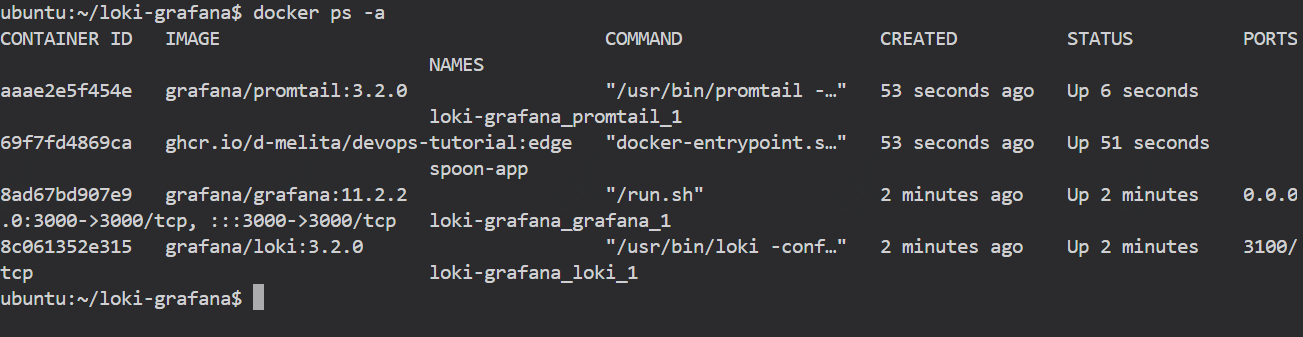 ubuntu:~/loki-grafana$ docker ps -a
CONTAINER ID   IMAGE                                   COMMAND                  CREATED          STATUS          PORTS
                                       NAMES
aaae2e5f454e   grafana/promtail:3.2.0                  "/usr/bin/promtail -…"   53 seconds ago   Up 6 seconds
                                       loki-grafana_promtail_1
69f7fd4869ca   ghcr.io/d-melita/devops-tutorial:edge   "docker-entrypoint.s…"   53 seconds ago   Up 51 seconds
                                       spoon-app
8ad67bd907e9   grafana/grafana:11.2.2                  "/run.sh"                2 minutes ago    Up 2 minutes    0.0.0
.0:3000->3000/tcp, :::3000->3000/tcp   loki-grafana_grafana_1
8c061352e315   grafana/loki:3.2.0                      "/usr/bin/loki -conf…"   2 minutes ago    Up 2 minutes    3100/
tcp                                    loki-grafana_loki_1
ubuntu:~/loki-grafana$